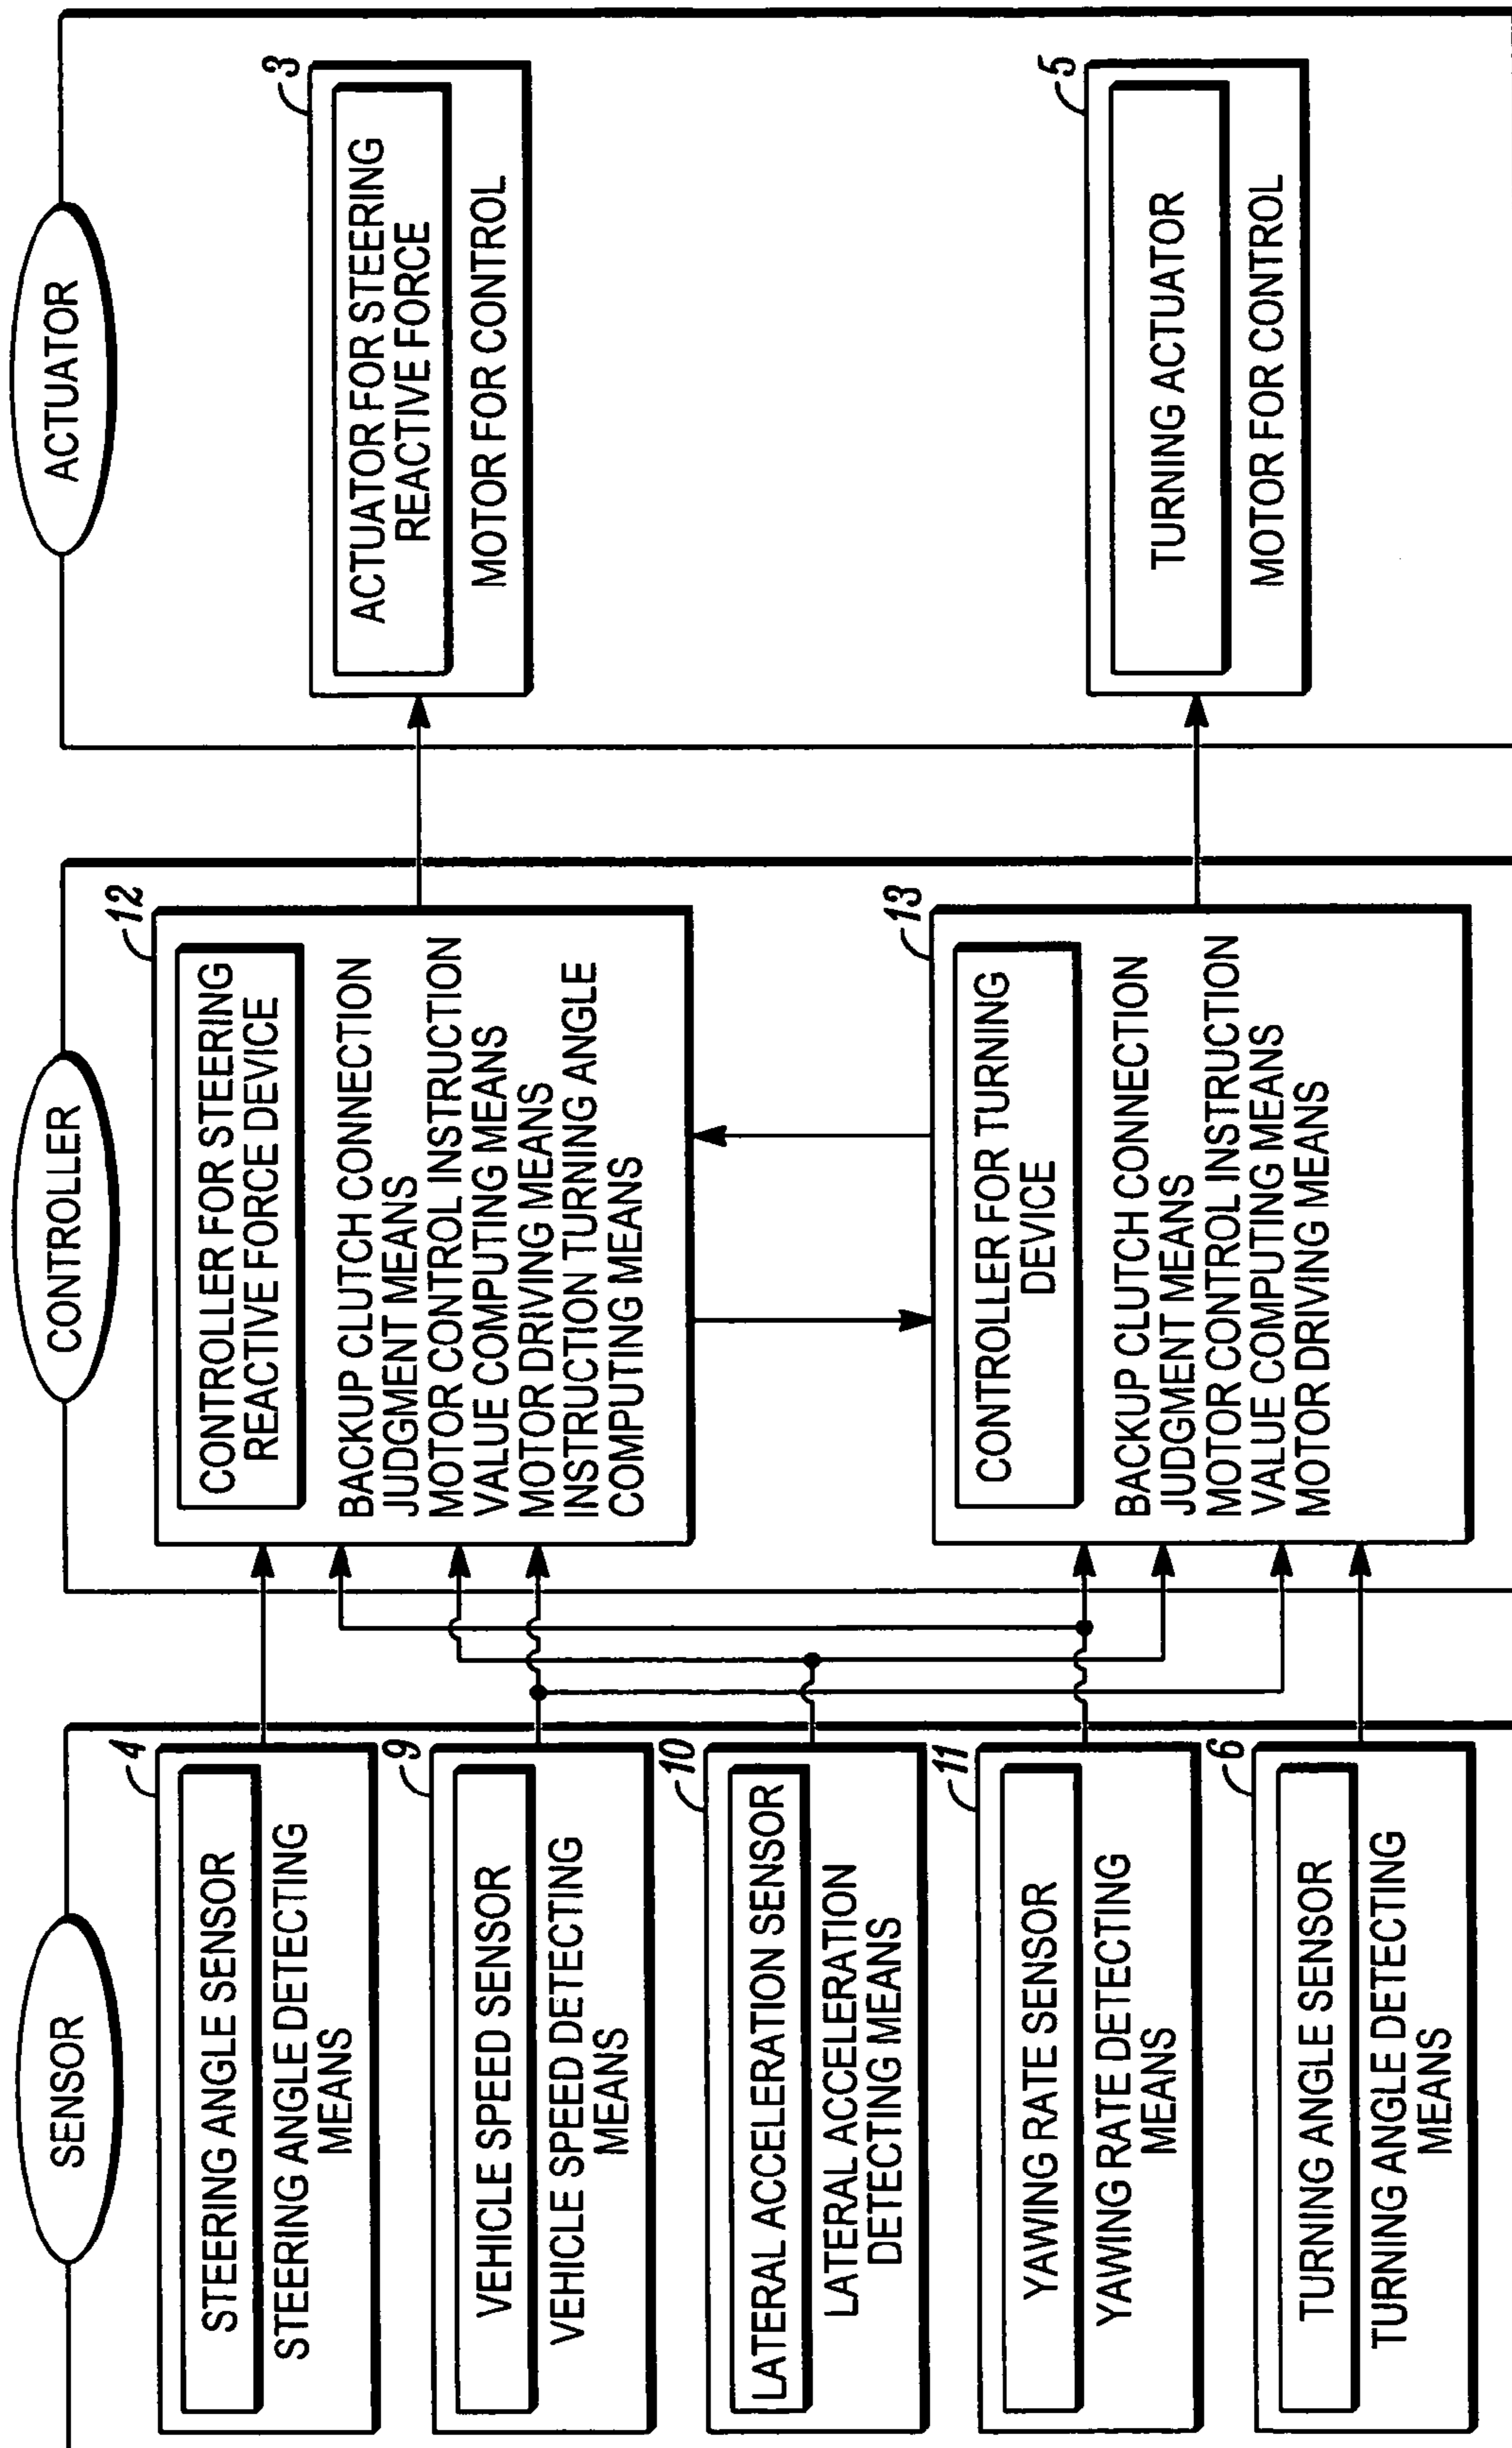 SENSOR
4
STEERING ANGLE SENSOR
STEERING ANGLE DETECTING
MEANS
9
VEHICLE SPEED SENSOR
VEHICLE SPEED DETECTING
MEANS
10
LATERAL ACCELERATION SENSOR
LATERAL ACCELERATION
DETECTING MEANS
11
YAWING RATE SENSOR
YAWING RATE DETECTING
MEANS
6
TURNING ANGLE SENSOR
TURNING ANGLE DETECTING
MEANS
CONTROLLER
12
CONTROLLER FOR STEERING
REACTIVE FORCE DEVICE
BACKUP CLUTCH CONNECTION
JUDGMENT MEANS
MOTOR CONTROL INSTRUCTION
VALUE COMPUTING MEANS
MOTOR DRIVING MEANS
INSTRUCTION TURNING ANGLE
COMPUTING MEANS
13
CONTROLLER FOR TURNING
DEVICE
BACKUP CLUTCH CONNECTION
JUDGMENT MEANS
MOTOR CONTROL INSTRUCTION
VALUE COMPUTING MEANS
MOTOR DRIVING MEANS
ACTUATOR
3
ACTUATOR FOR STEERING
REACTIVE FORCE
MOTOR FOR CONTROL
5
TURNING ACTUATOR
MOTOR FOR CONTROL